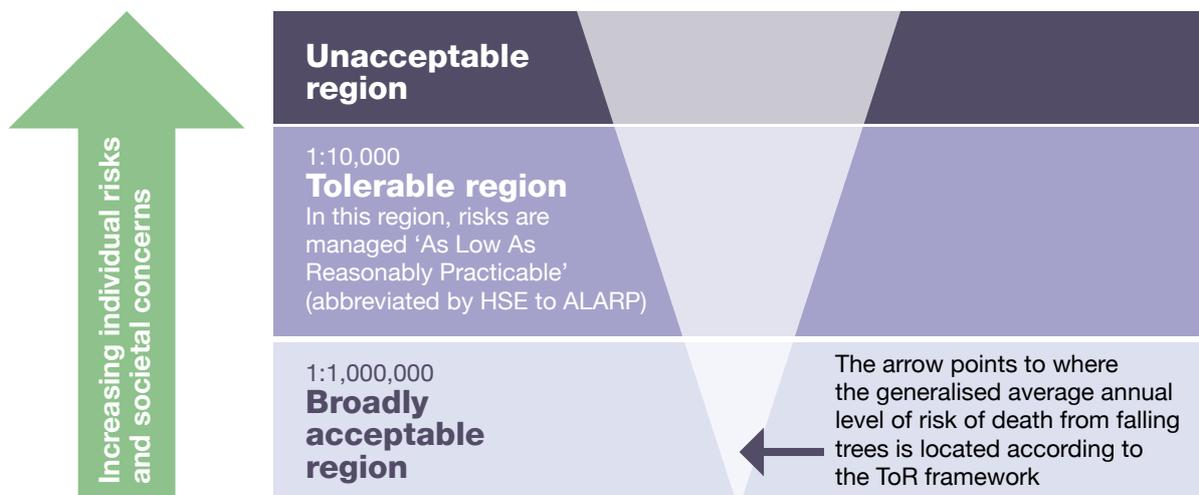 Increasing individual risks
and societal concerns
Unacceptable
region
1:10,000
Tolerable region
In this region, risks are
managed ‘As Low As
Reasonably Practicable’
(abbreviated by HSE to ALARP)
1:1,000,000
Broadly
acceptable
region
The arrow points to where
the generalised average annual
level of risk of death from falling
trees is located according to
the ToR framework